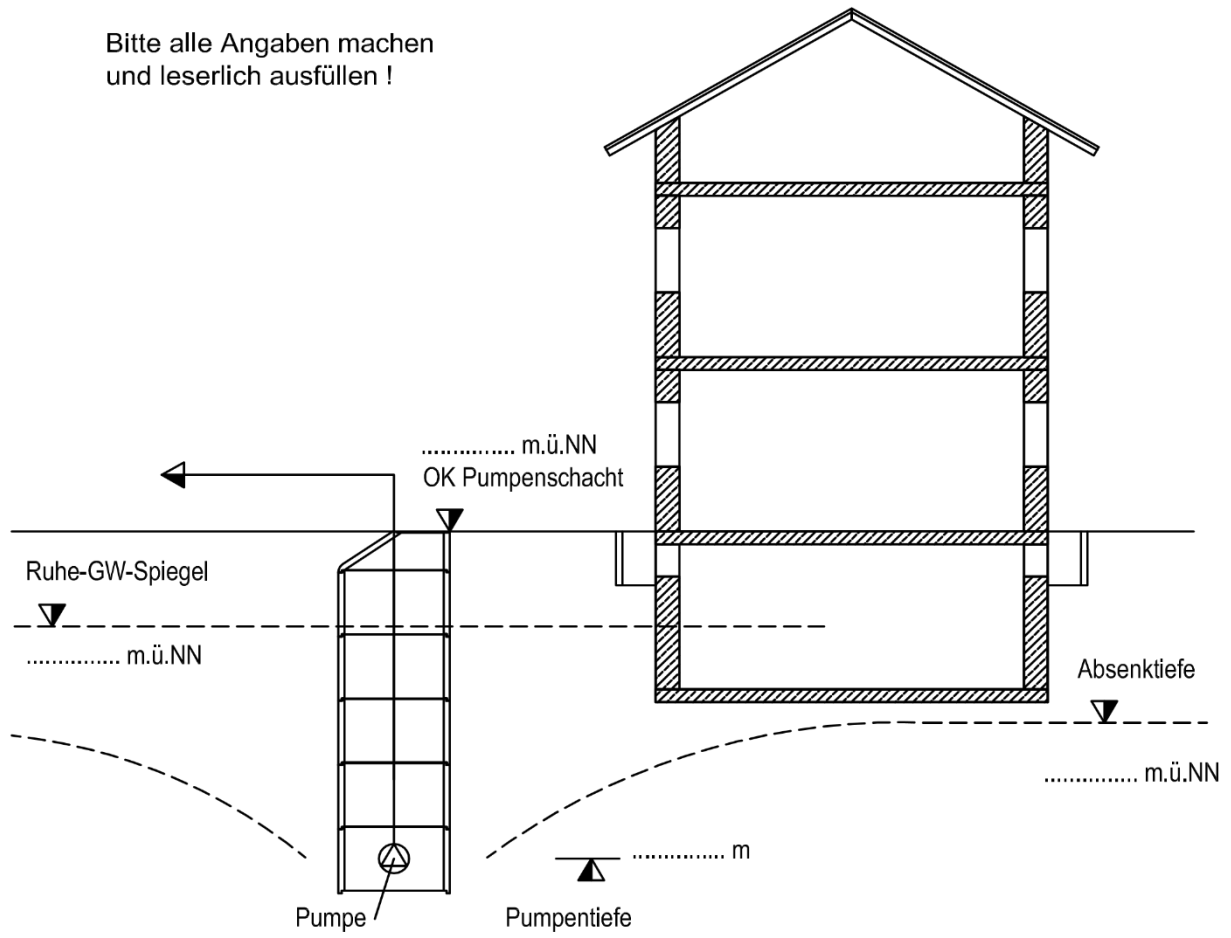 Bitte alle Angaben machen
und leserlich ausfüllen !
............... m.ü.NN
OK Pumpenschacht
Ruhe-GW-Spiegel
............... m.ü.NN
Absenktiefe
............... m.ü.NN
............... m
Pumpe
Pumpentiefe